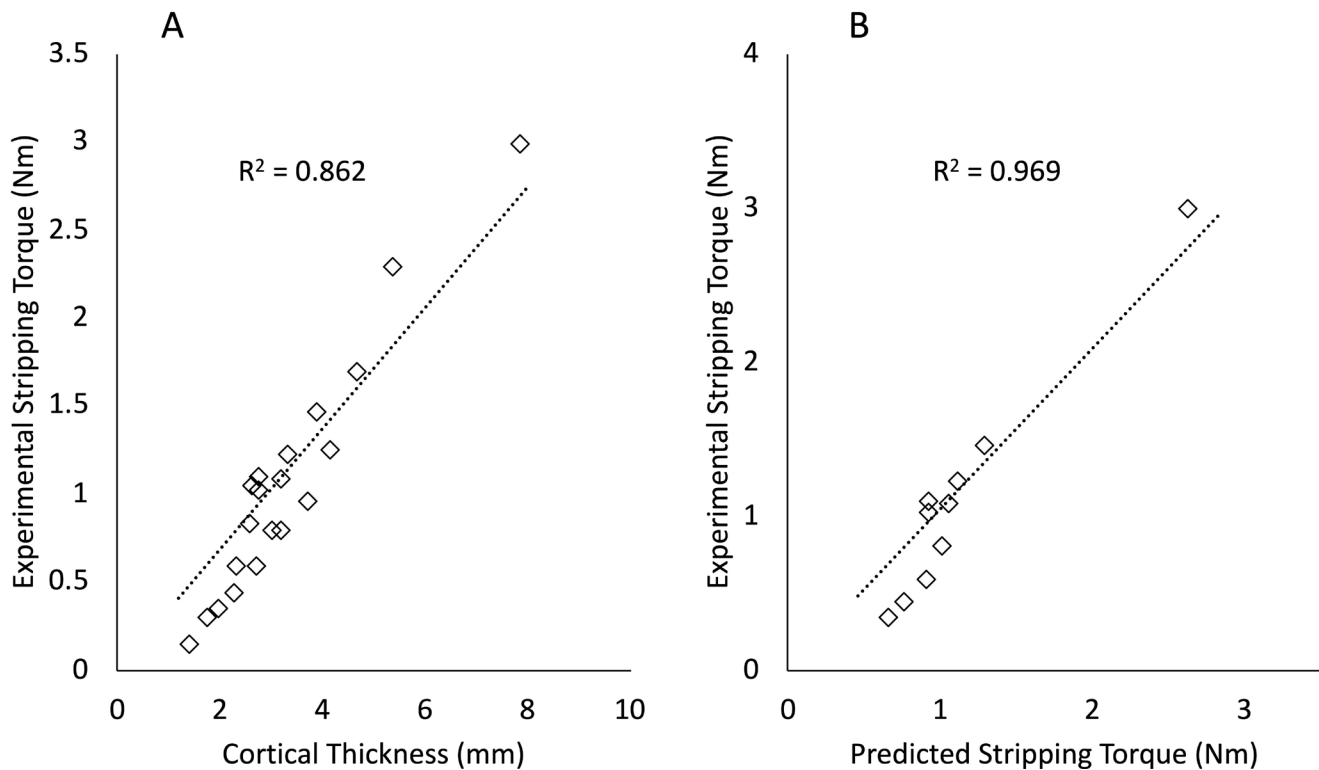 A
Experimental Stripping Torque (Nm)
3.5
3
2.5
2
1.5
1
0.5
0
R² = 0.862
0 2 4 6 8 10
Cortical Thickness (mm)
B
Experimental Stripping Torque (Nm)
4
3
2
1
0
R² = 0.969
0 1 2 3
Predicted Stripping Torque (Nm)